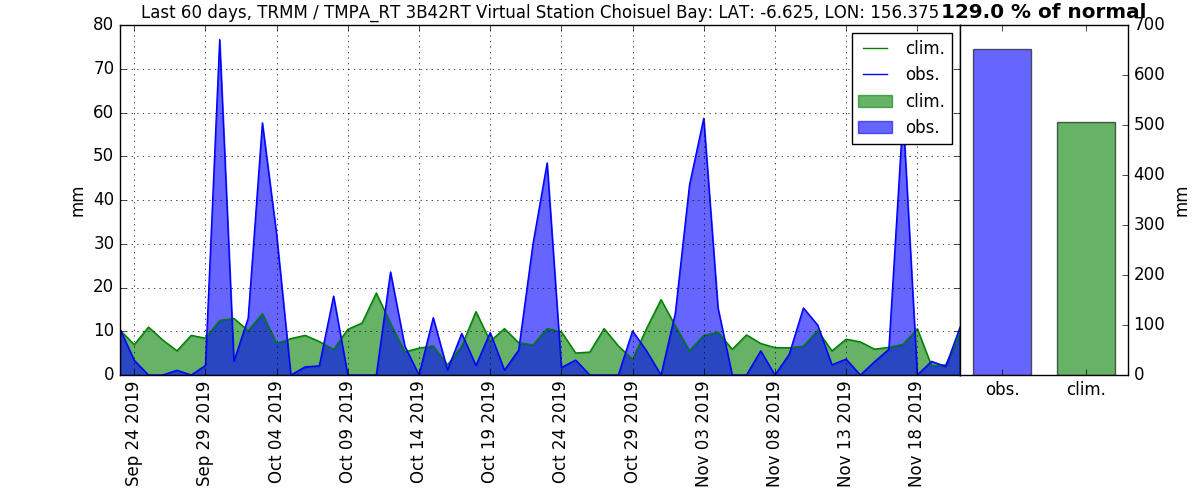 Last 60 days, TRMM / TMPA_RT 3B42RT Virtual Station Choisuel Bay: LAT: -6.625, LON: 156.375
129.0 % of normal
80
70
60
50
40
30
20
10
0
mm
clim.
obs.
clim.
obs.
Sep 24 2019
Sep 29 2019
Oct 04 2019
Oct 09 2019
Oct 14 2019
Oct 19 2019
Oct 24 2019
Oct 29 2019
Nov 03 2019
Nov 08 2019
Nov 13 2019
Nov 18 2019
700
600
500
400
300
200
100
0
mm
obs.
clim.